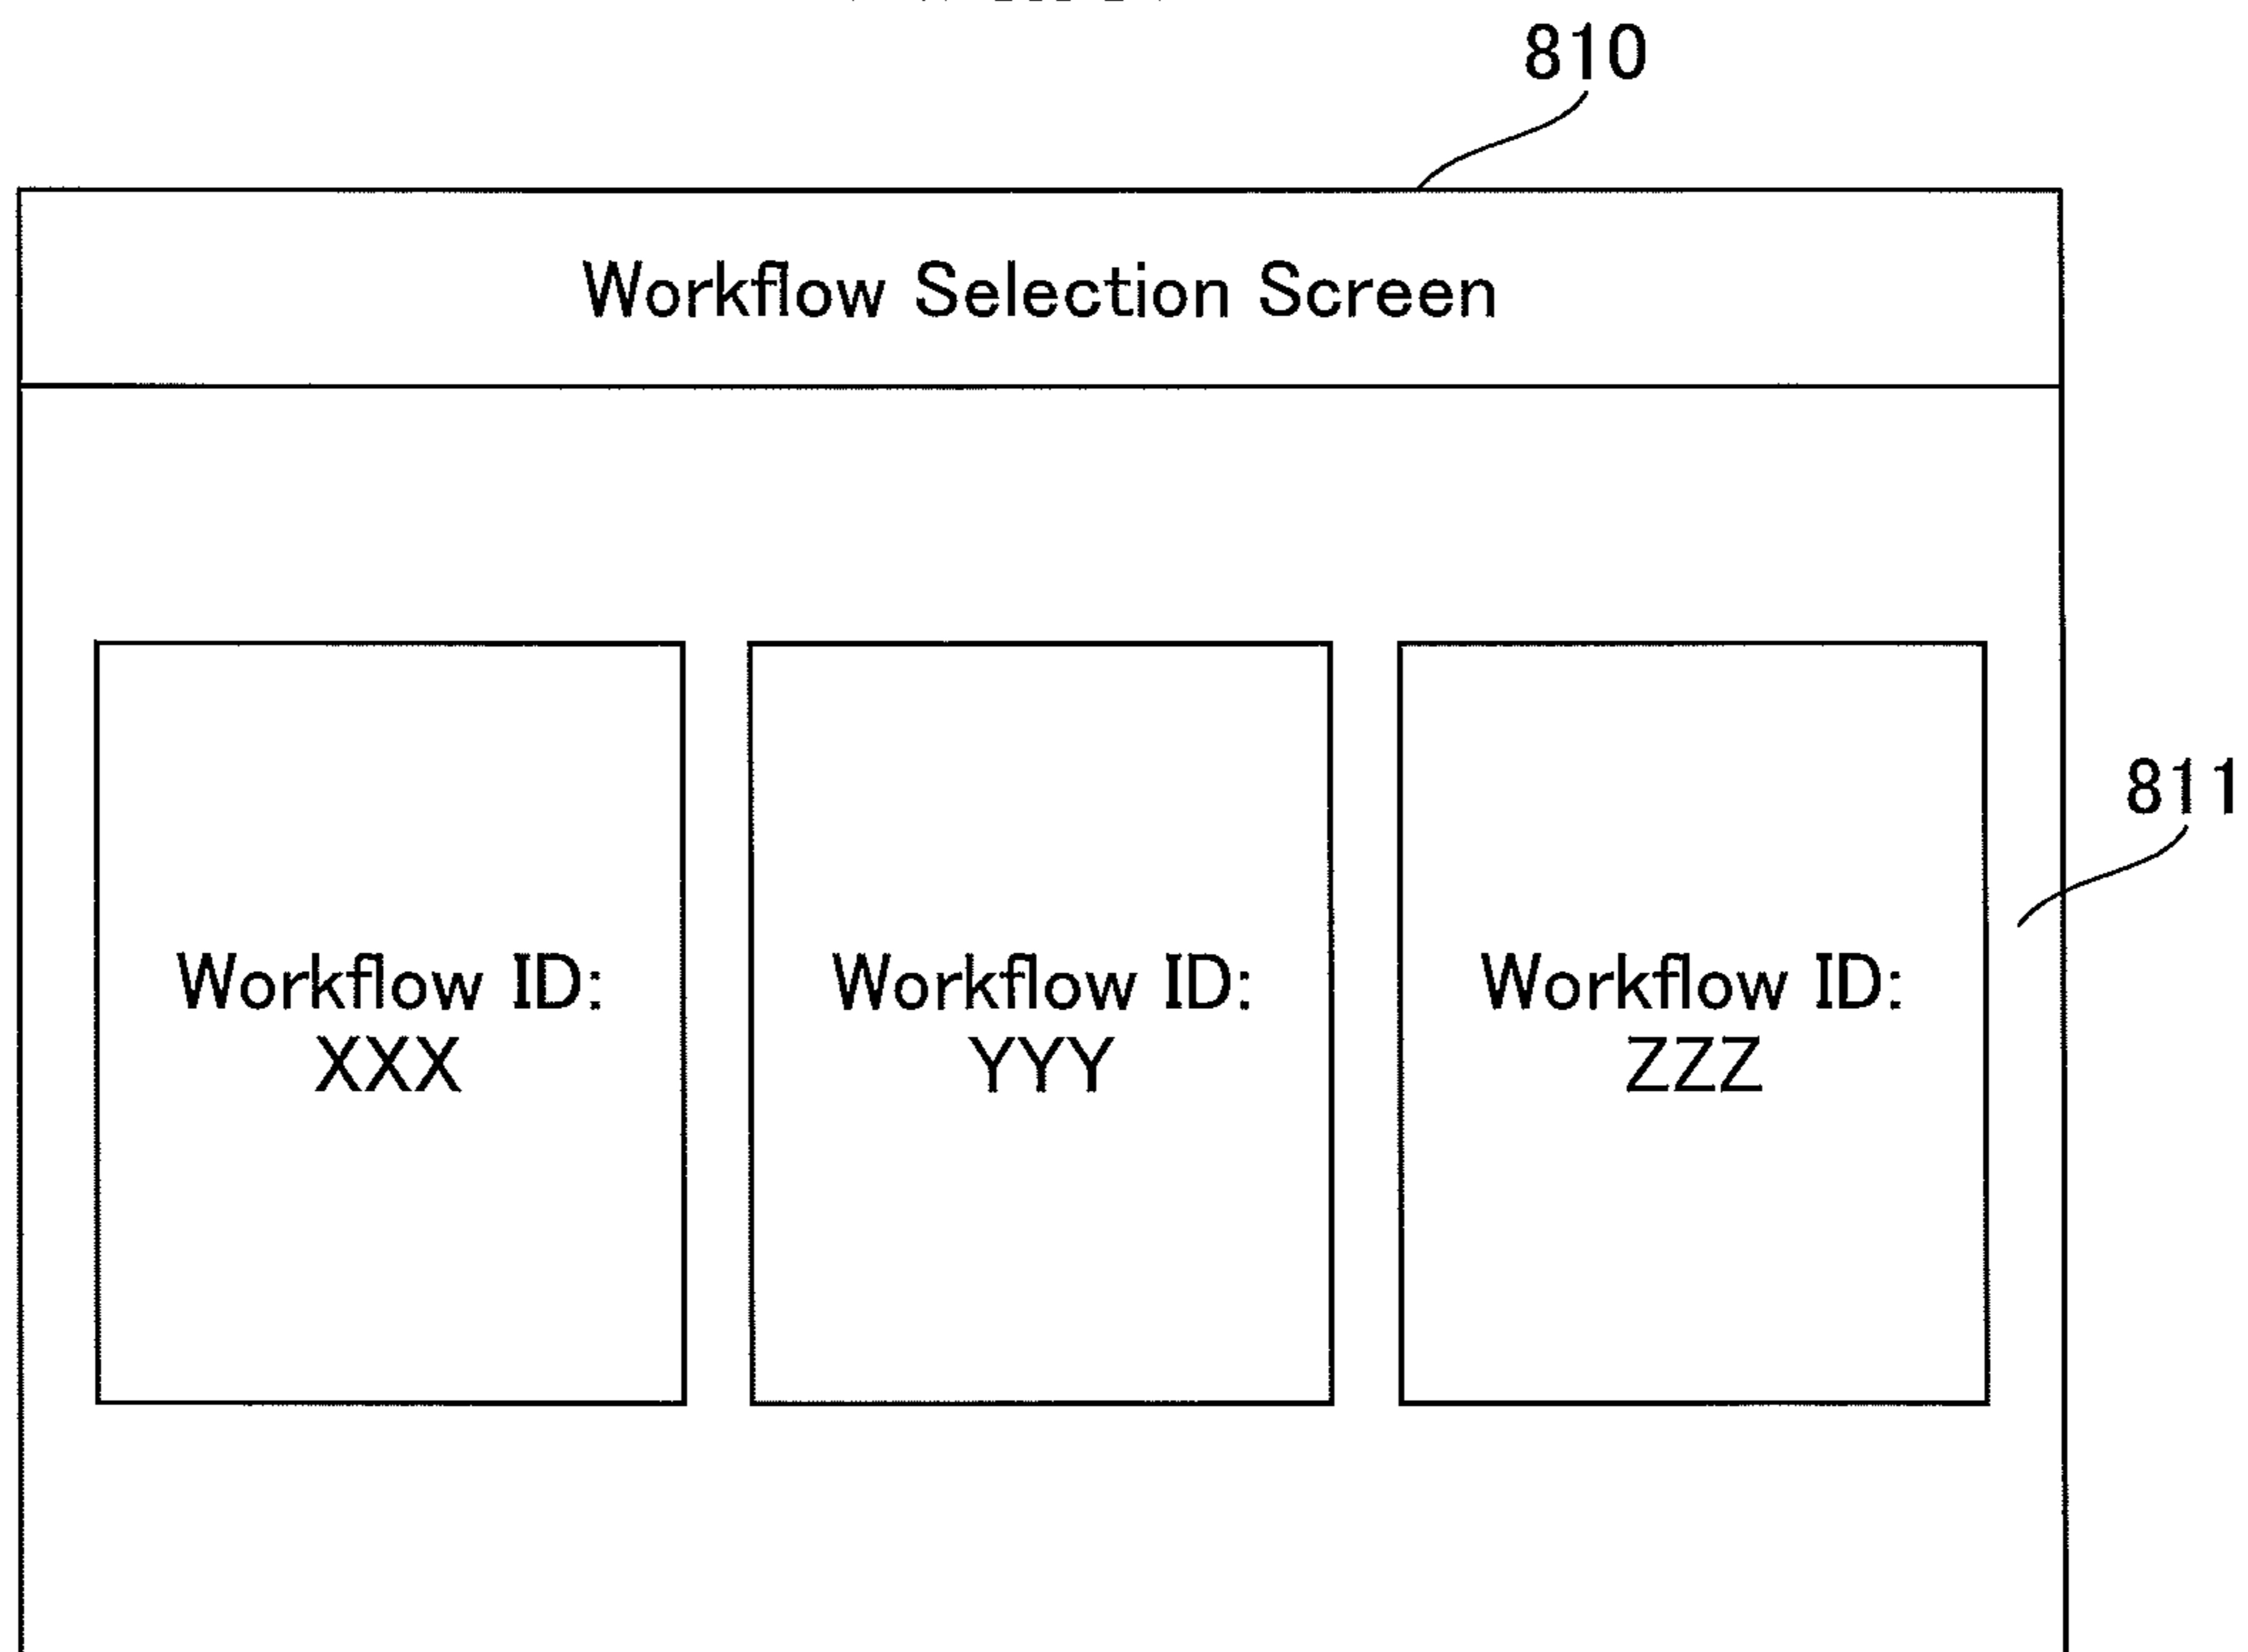 810
Workflow Selection Screen
811
Workflow ID:
XXX
Workflow ID:
YYY
Workflow ID:
ZZZ